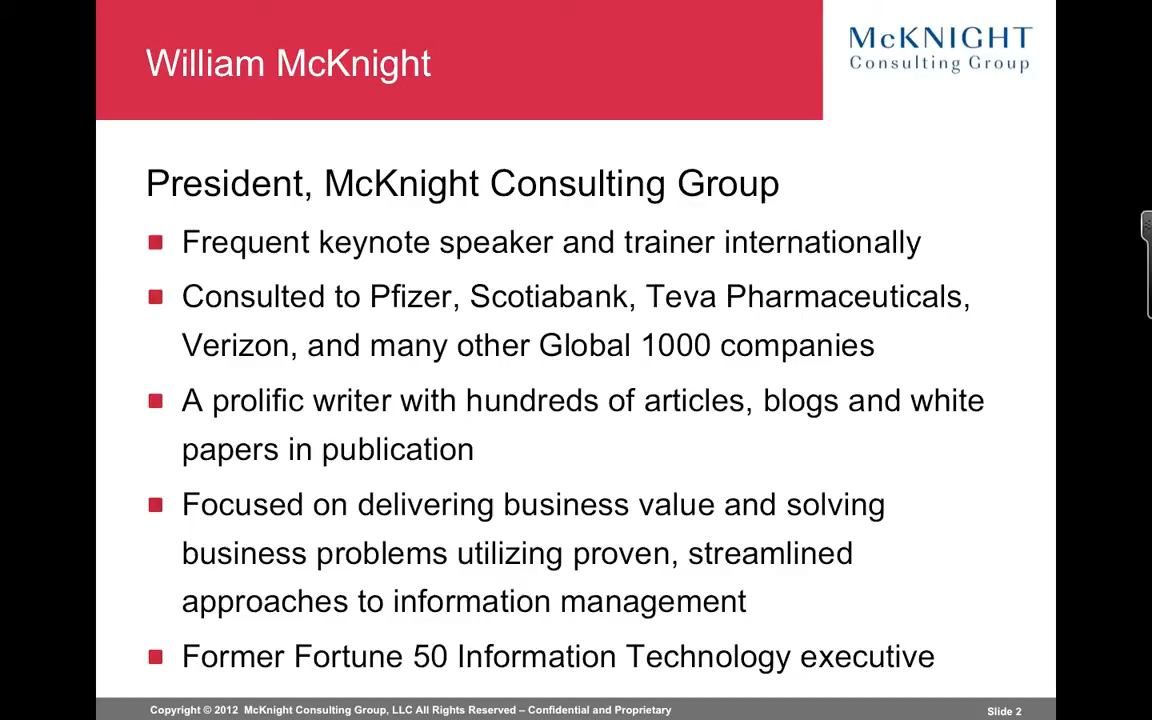 William McKnight
McKNIGHT
Consulting Group
President, McKnight Consulting Group
Frequent keynote speaker and trainer internationally
Consulted to Pfizer, Scotiabank, Teva Pharmaceuticals,
Verizon, and many other Global 1000 companies
A prolific writer with hundreds of articles, blogs and white
papers in publication
Focused on delivering business value and solving
business problems utilizing proven, streamlined
approaches to information management
Former Fortune 50 Information Technology executive
Copyright © 2012 McKnight Consulting Group, LLC All Rights Reserved – Confidential and Proprietary
Slide 2